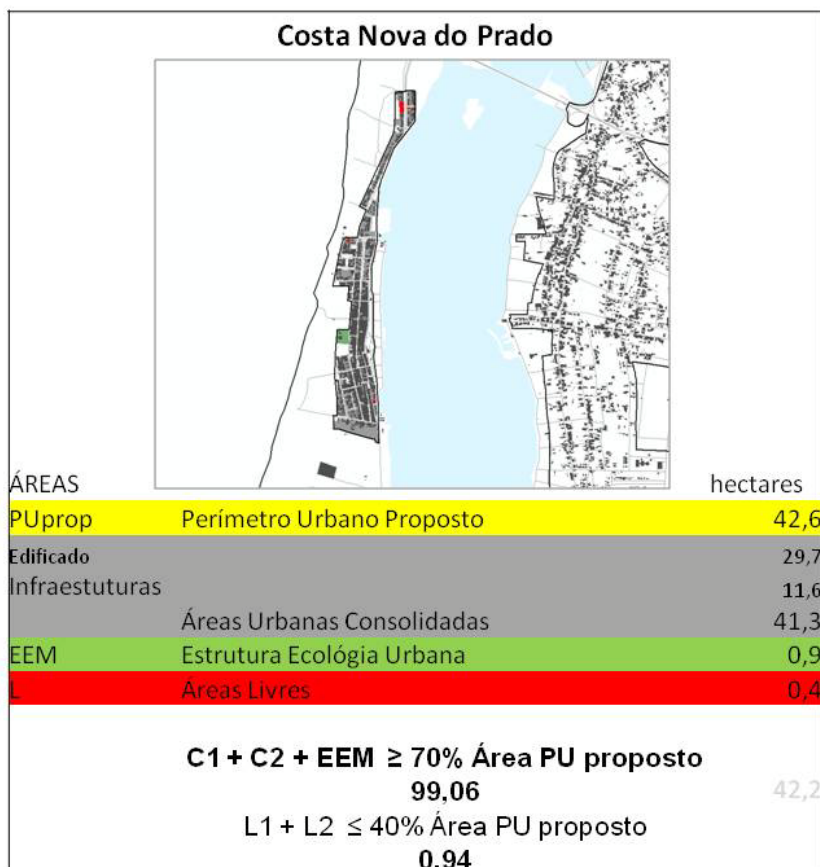 Costa Nova do Prado
ÁREAS hectares
PUprop Perímetro Urbano Proposto 42,6
Edificado 29,7
Infraestuturas 11,6
Áreas Urbanas Consolidadas 41,3
EEM Estrutura Ecológia Urbana 0,9
L Áreas Livres 0,4
C1 + C2 + EEM ≥ 70% Área PU proposto
99,06 42,2
L1 + L2 ≤ 40% Área PU proposto
0,94